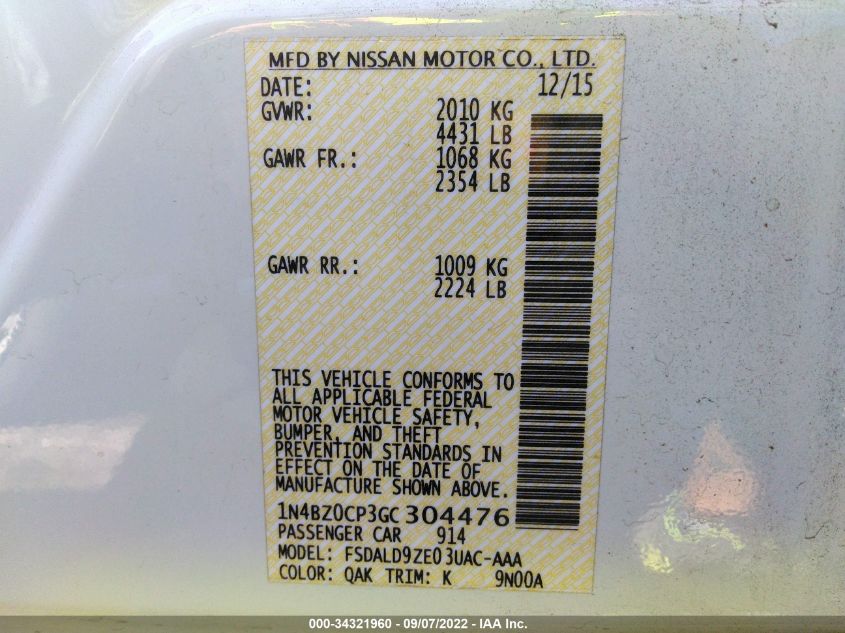 MFD BY NISSAN MOTOR CO., LTD.
DATE: 12/15
GVWR: 2010 KG
4431 LB
GAWR FR.: 1068 KG
2354 LB
GAWR RR.: 1009 KG
2224 LB
THIS VEHICLE CONFORMS TO
ALL APPLICABLE FEDERAL
MOTOR VEHICLE SAFETY,
BUMPER, AND THEFT
PREVENTION STANDARDS IN
EFFECT ON THE DATE OF
MANUFACTURE SHOWN ABOVE.
1N4BZ0CP3GC304476
PASSENGER CAR 914
MODEL: FSDALD9ZE03UAC-AAA
COLOR: QAK TRIM: K 9N00A
000-34321960 - 09/07/2022 - IAA Inc.